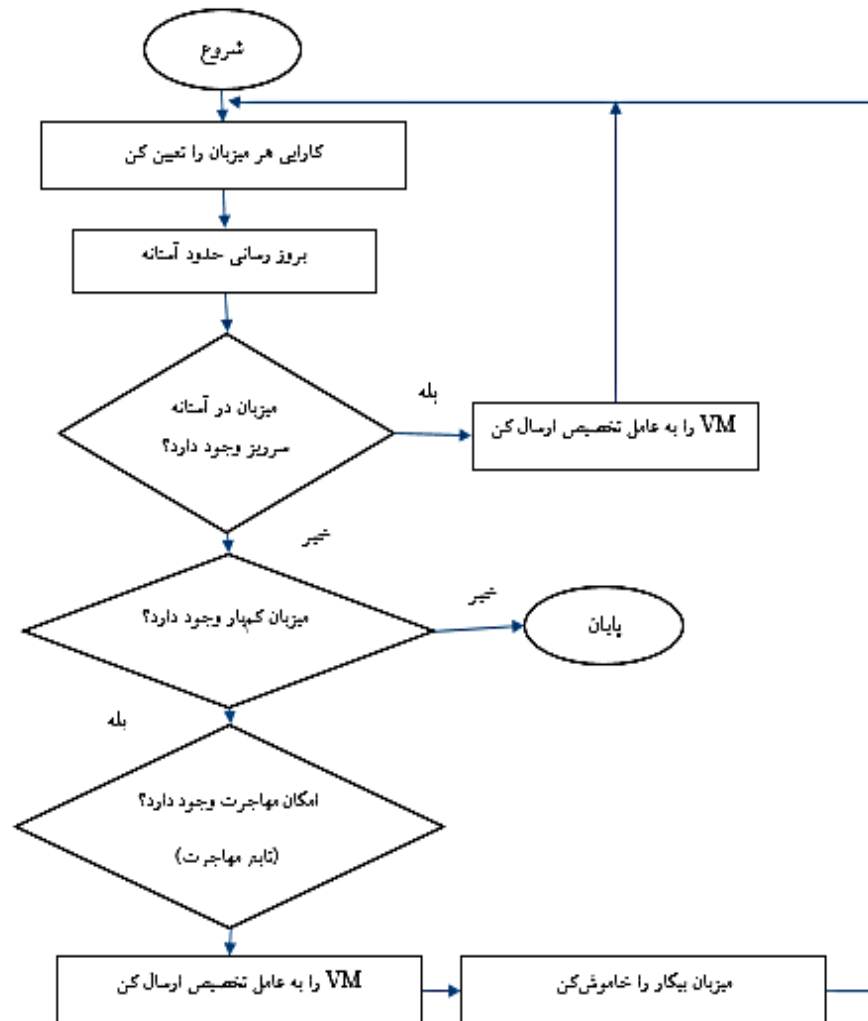 شروع
کارایی هر میزبان را تعیین کن
بروز رسانی حدود آستانه
میزبان در آستانه
سرریز وجود دارد؟
بله
VM را به عامل تخصیص ارسال کن
خیر
میزبان کم‌بار وجود دارد؟
خیر
پایان
بله
امکان مهاجرت وجود دارد؟
(تابع مهاجرت)
VM را به عامل تخصیص ارسال کن
میزبان بیکار را خاموش‌کن